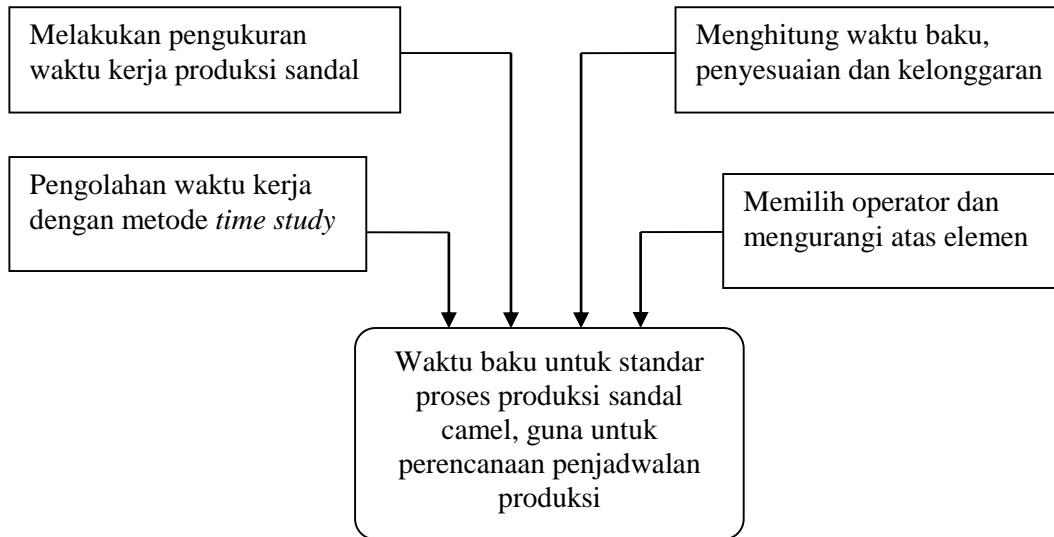 Melakukan pengukuran
waktu kerja produksi sandal
Menghitung waktu baku,
penyesuaian dan kelonggaran
Pengolahan waktu kerja
dengan metode time study
Memilih operator dan
mengurangi atas elemen
Waktu baku untuk standar
proses produksi sandal
camel, guna untuk
perencanaan penjadwalan
produksi